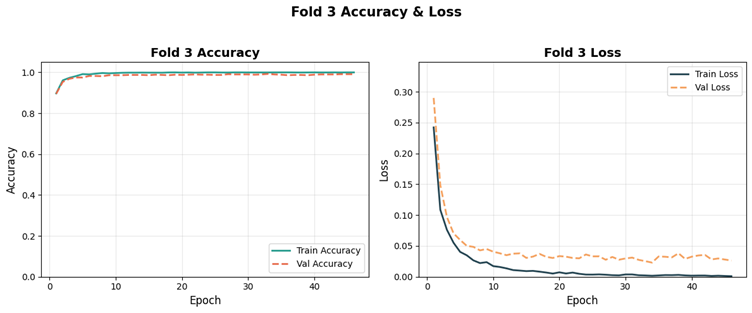 Fold 3 Accuracy & Loss
Fold 3 Accuracy
1.0
0.8
0.6
0.4
0.2
0.0
Accuracy
0
10
20
30
40
Epoch
Train Accuracy
Val Accuracy
Fold 3 Loss
0.30
0.25
0.20
0.15
0.10
0.05
0.00
Loss
0
10
20
30
40
Epoch
Train Loss
Val Loss